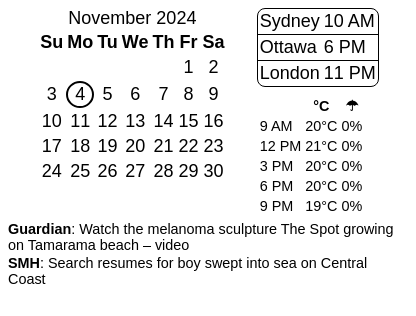 November 2024
Su Mo Tu We Th Fr Sa
1 2
3 4 5 6 7 8 9
10 11 12 13 14 15 16
17 18 19 20 21 22 23
24 25 26 27 28 29 30
Sydney 10 AM
Ottawa 6 PM
London 11 PM
°C ☂
9 AM 20°C 0%
12 PM 21°C 0%
3 PM 20°C 0%
6 PM 20°C 0%
9 PM 19°C 0%
Guardian: Watch the melanoma sculpture The Spot growing
on Tamarama beach – video
SMH: Search resumes for boy swept into sea on Central
Coast